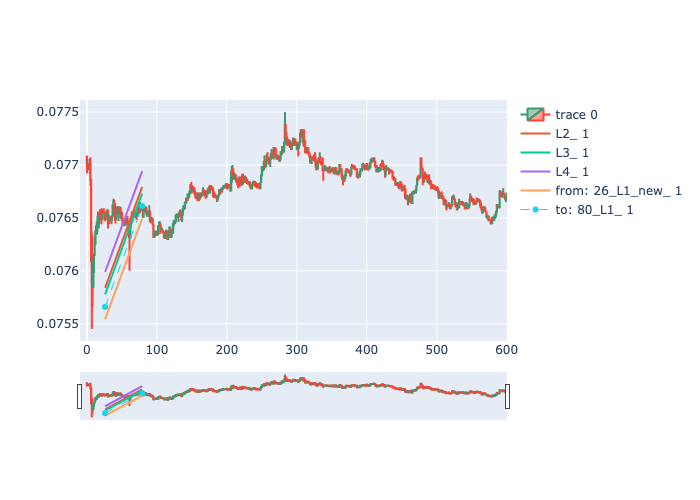 0.0775
0.077
0.0765
0.076
0.0755
0
100
200
300
400
500
600
trace 0
L2_ 1
L3_ 1
L4_ 1
from: 26_L1_new_ 1
to: 80_L1_ 1